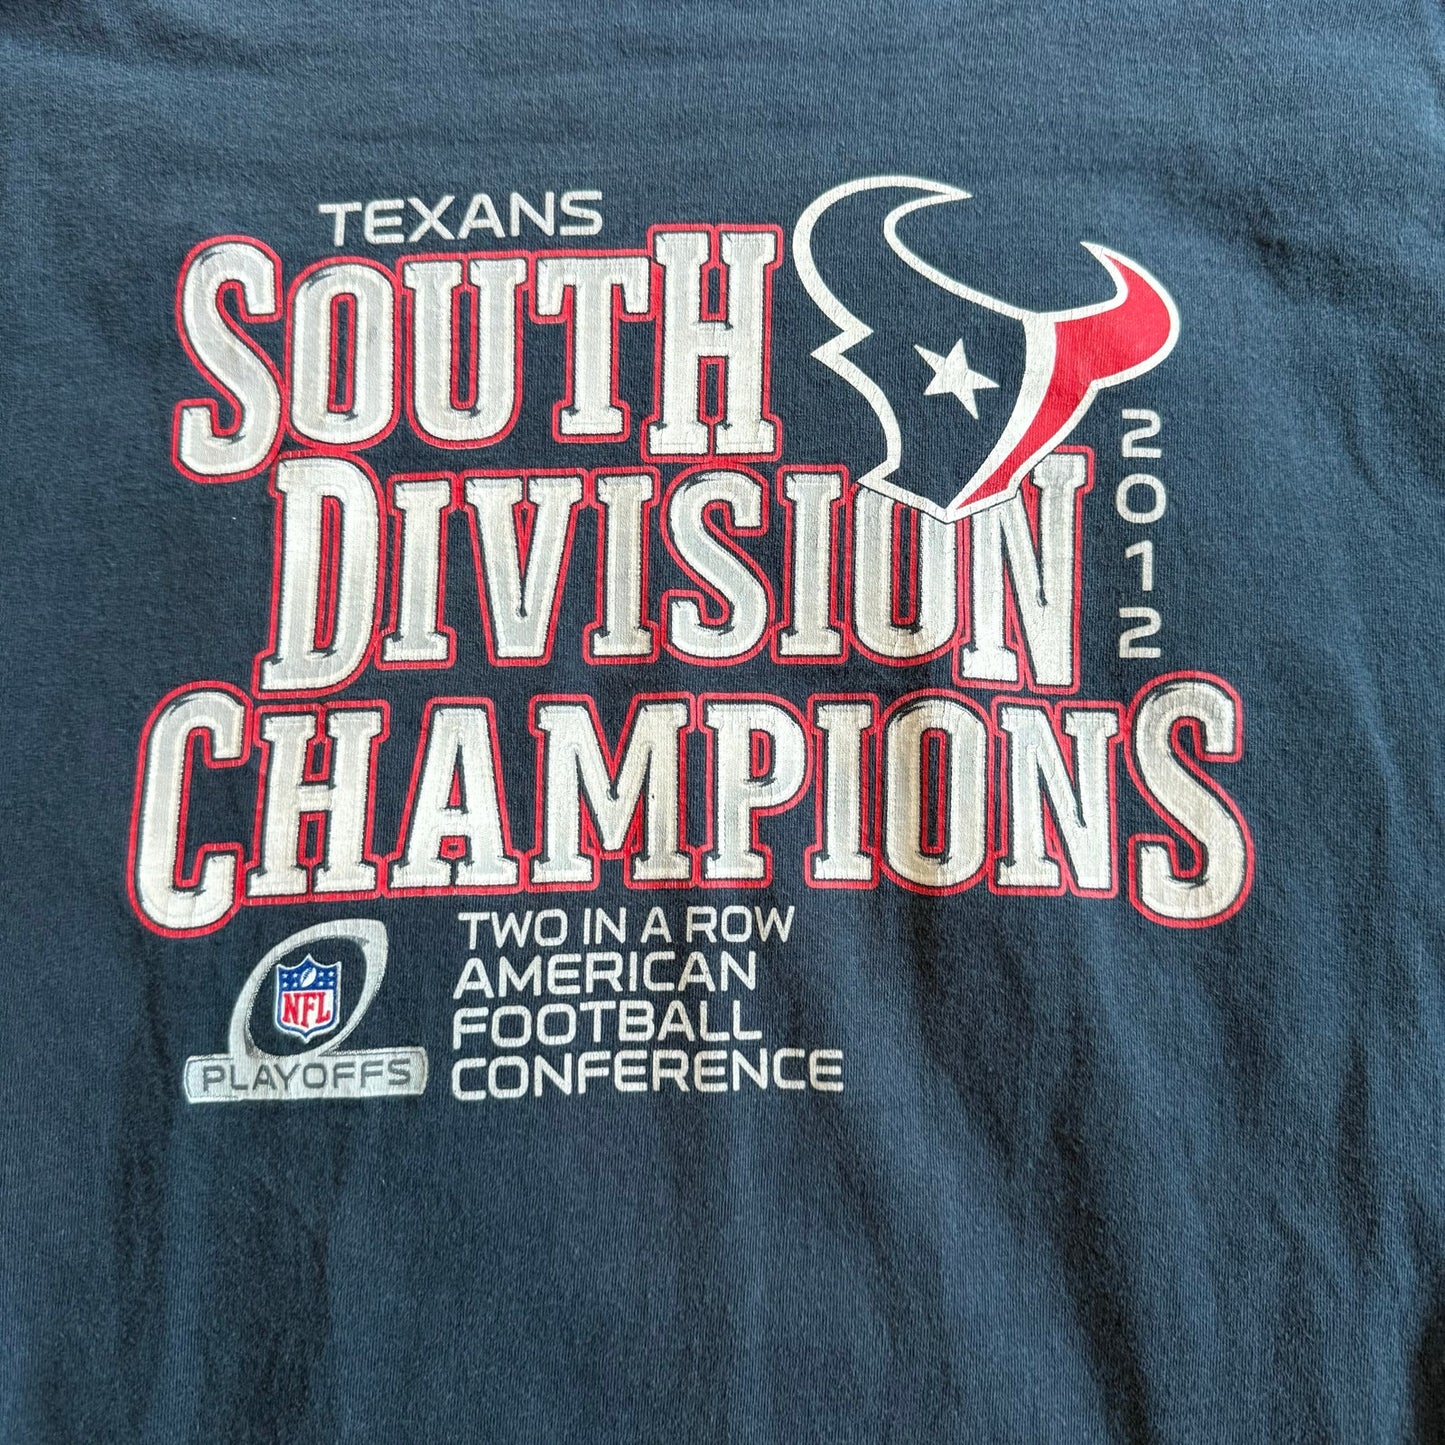 TEXANS
SOUTH
DIVISION
CHAMPIONS
2012
TWO IN A ROW
AMERICAN
FOOTBALL
CONFERENCE
NFL
PLAYOFFS